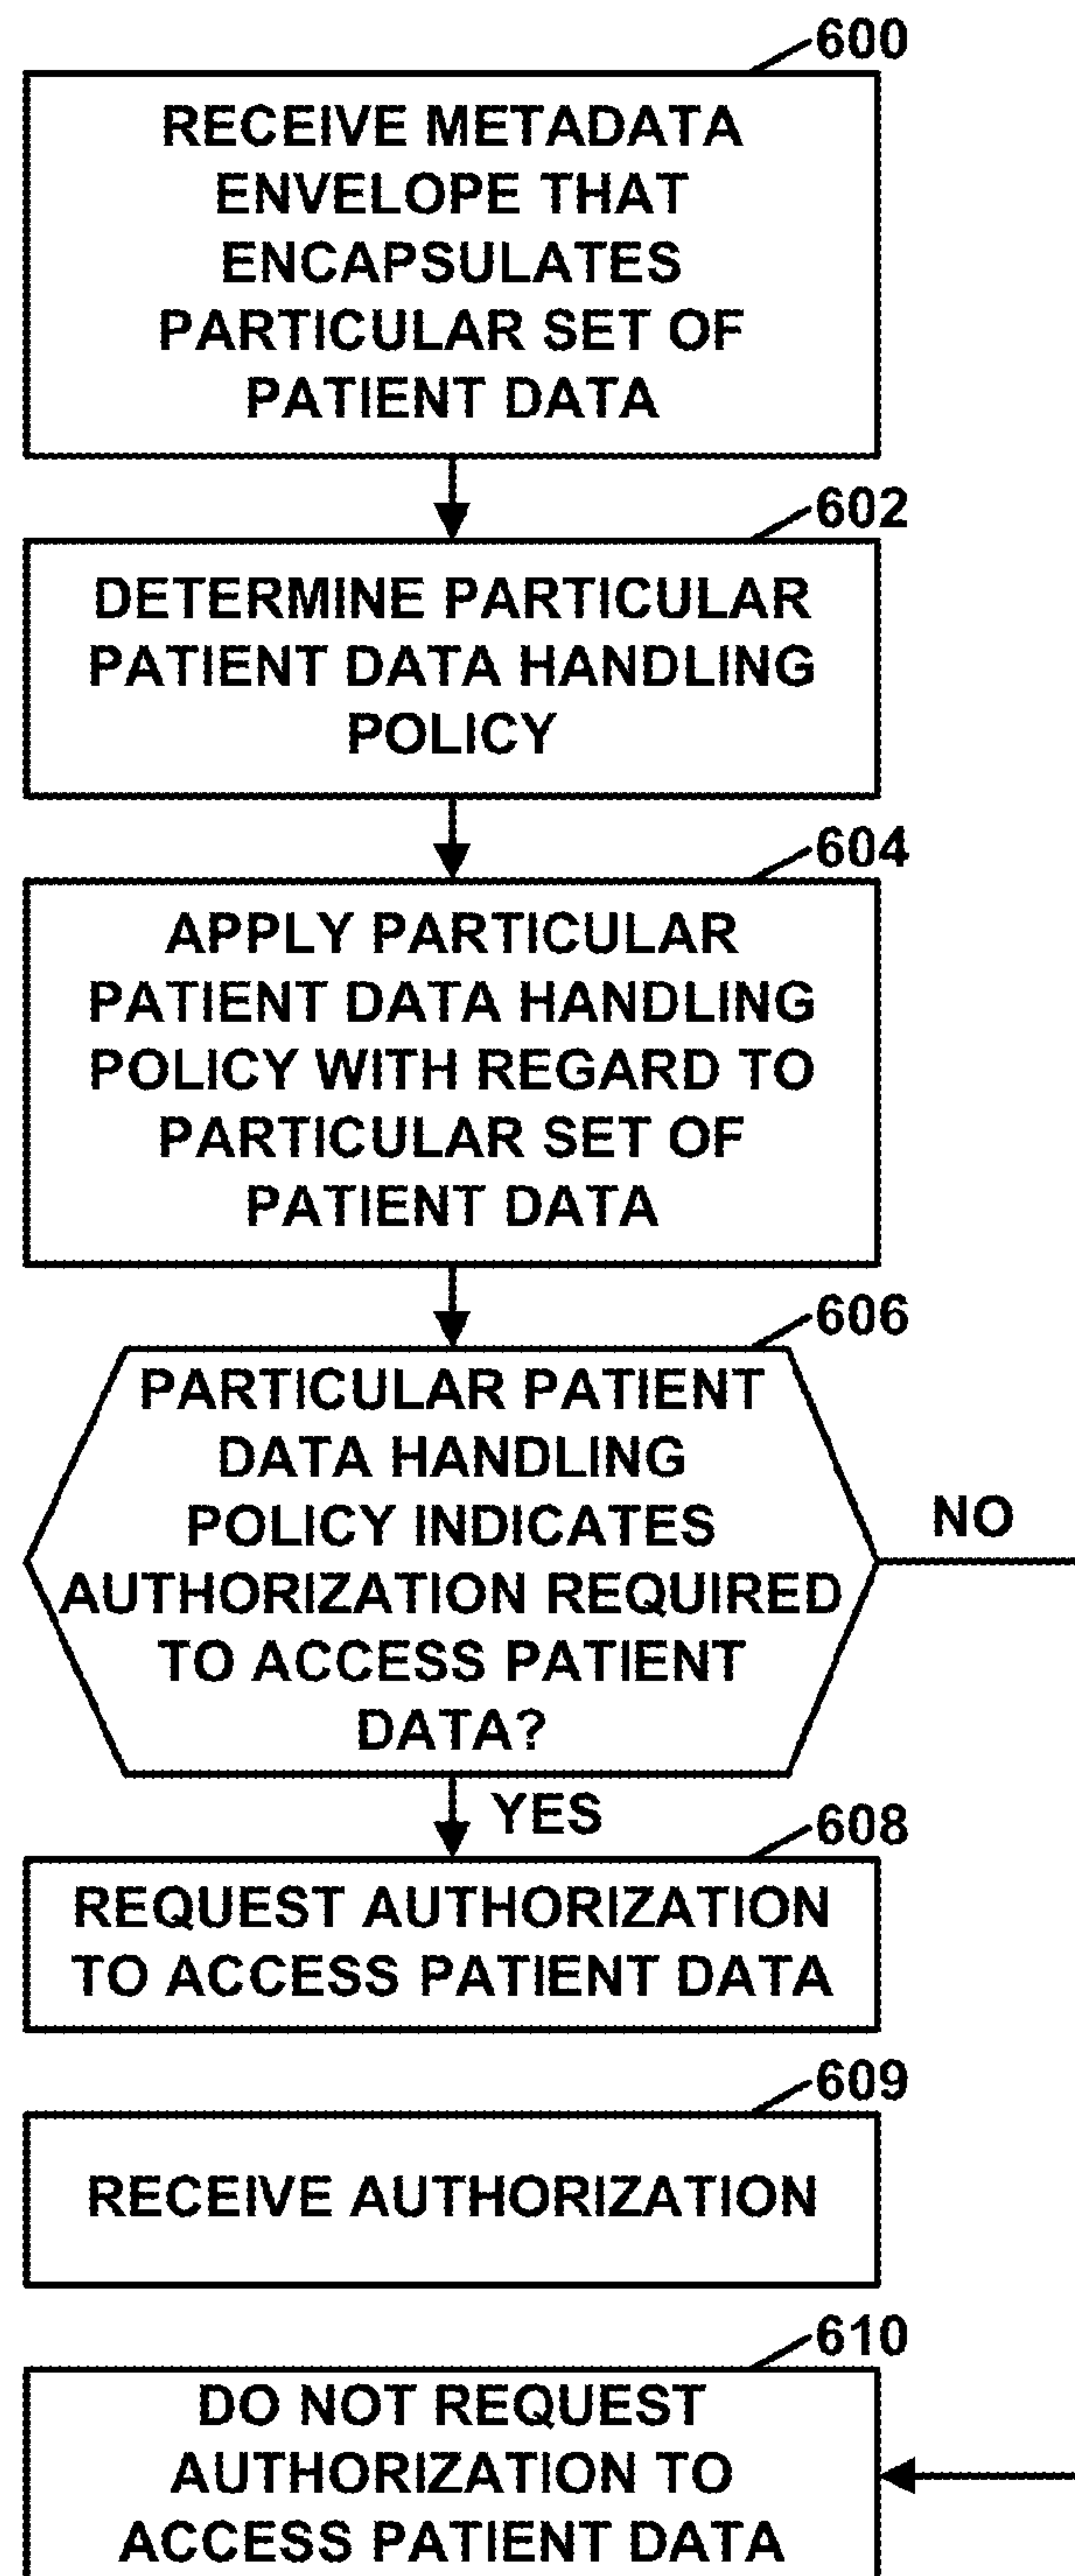 600
RECEIVE METADATA
ENVELOPE THAT
ENCAPSULATES
PARTICULAR SET OF
PATIENT DATA
602
DETERMINE PARTICULAR
PATIENT DATA HANDLING
POLICY
604
APPLY PARTICULAR
PATIENT DATA HANDLING
POLICY WITH REGARD TO
PARTICULAR SET OF
PATIENT DATA
606
PARTICULAR PATIENT
DATA HANDLING
POLICY INDICATES
AUTHORIZATION REQUIRED
TO ACCESS PATIENT
DATA?
NO
YES
608
REQUEST AUTHORIZATION
TO ACCESS PATIENT DATA
609
RECEIVE AUTHORIZATION
610
DO NOT REQUEST
AUTHORIZATION TO
ACCESS PATIENT DATA